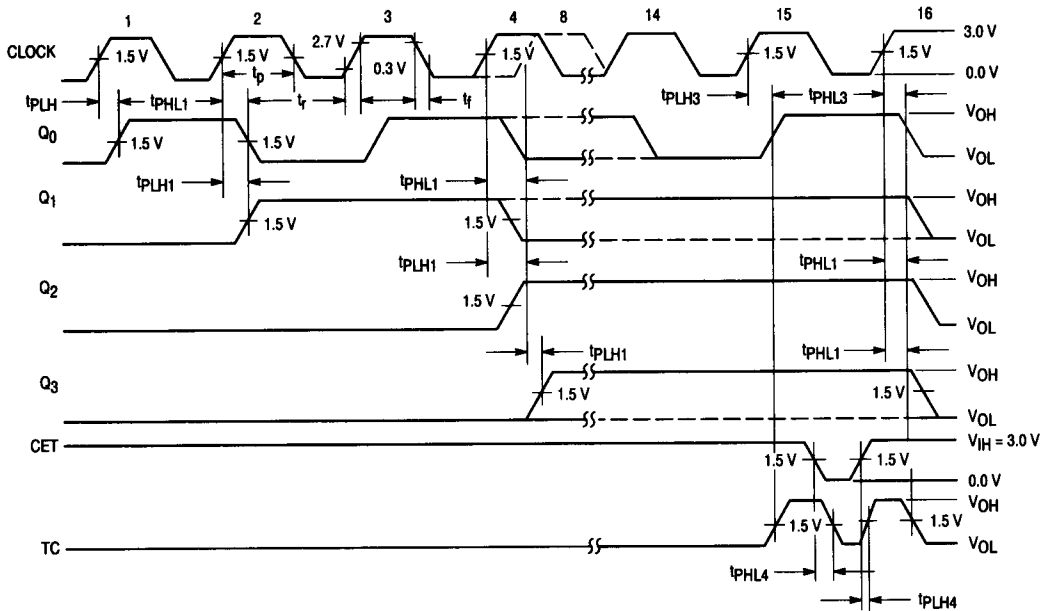 1 2 3 4 8 14 15 16
CLOCK 1.5 V 1.5 V 2.7 V 1.5 V 1.5 V 1.5 V 3.0 V
tp 0.3 V 0.0 V
tPLH tPHL1 tr tf tPLH3 tPHL3
Q0 1.5 V 1.5 V 1.5 V VOH
VOL
tPLH1 tPHL1
Q1 1.5 V 1.5 V VOH
VOL
tPLH1 tPHL1
Q2 1.5 V VOH
VOL
tPLH1 tPHL1
Q3 1.5 V 1.5 V VOH
VOL
CET 1.5 V 1.5 V VIH = 3.0 V
0.0 V
TC 1.5 V 1.5 V VOH
VOL
tPHL4
tPLH4